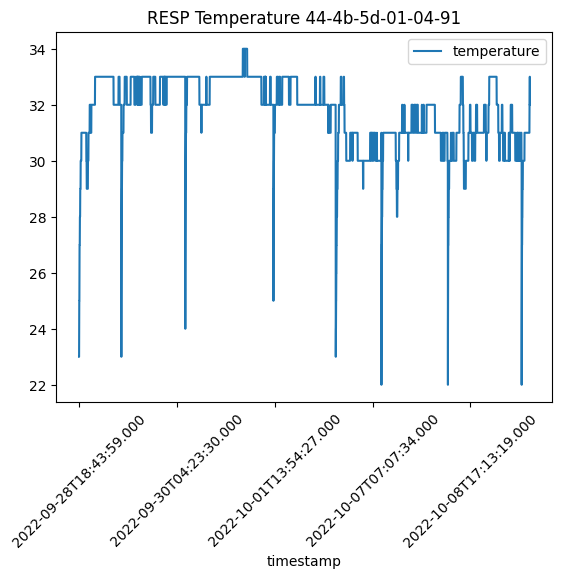 RESP Temperature 44-4b-5d-01-04-91
temperature
34
32
30
28
26
24
22
2022-09-28T18:43:59.000
2022-09-30T04:23:30.000
2022-10-01T13:54:27.000
2022-10-07T07:07:34.000
2022-10-08T17:13:19.000
timestamp